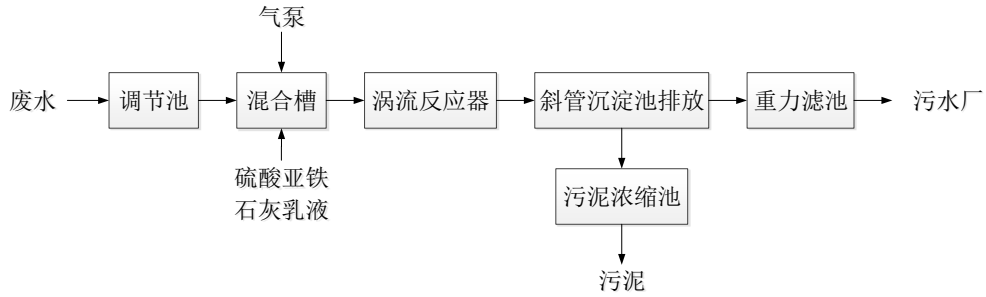 气泵
废水
调节池
混合槽
涡流反应器
斜管沉淀池排放
重力滤池
污水厂
硫酸亚铁
石灰乳液
污泥浓缩池
污泥